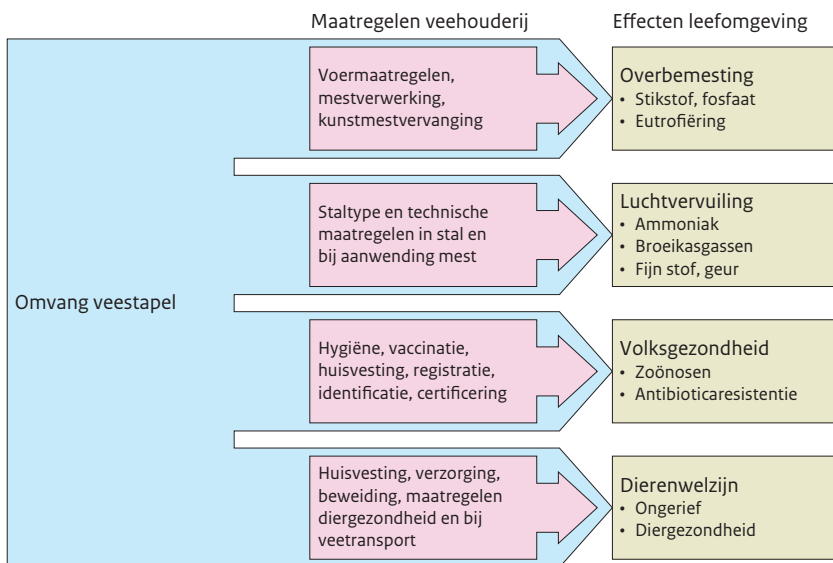 Maatregelen veehouderij
Effecten leefomgeving
Omvang veestapel
Voermaatregelen,
mestverwerking,
kunstmestvervanging
Overbemesting
• Stikstof, fosfaat
• Eutrofiëring
Staltype en technische
maatregelen in stal en
bij aanwending mest
Luchtvervuiling
• Ammoniak
• Broeikasgassen
• Fijn stof, geur
Hygiëne, vaccinatie,
huisvesting, registratie,
identificatie, certificering
Volksgezondheid
• Zoönosen
• Antibioticaresistentie
Huisvesting, verzorging,
beweiding, maatregelen
diergezondheid en bij
veetransport
Dierenwelzijn
• Ongerief
• Diergezondheid